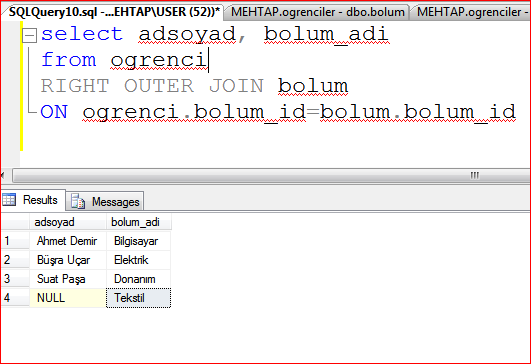 SQLQuery10.sql -...EHTAP\USER (52))* MEHTAP.ogrenciler - dbo.bolum MEHTAP.ogrenciler -
select adsoyad, bolum_adi
from ogrenci
RIGHT OUTER JOIN bolum
ON ogrenci.bolum_id=bolum.bolum_id
Results Messages
adsoyad bolum_adi
1 Ahmet Demir Bilgisayar
2 Büşra Uçar Elektrik
3 Suat Paşa Donanım
4 NULL Tekstil